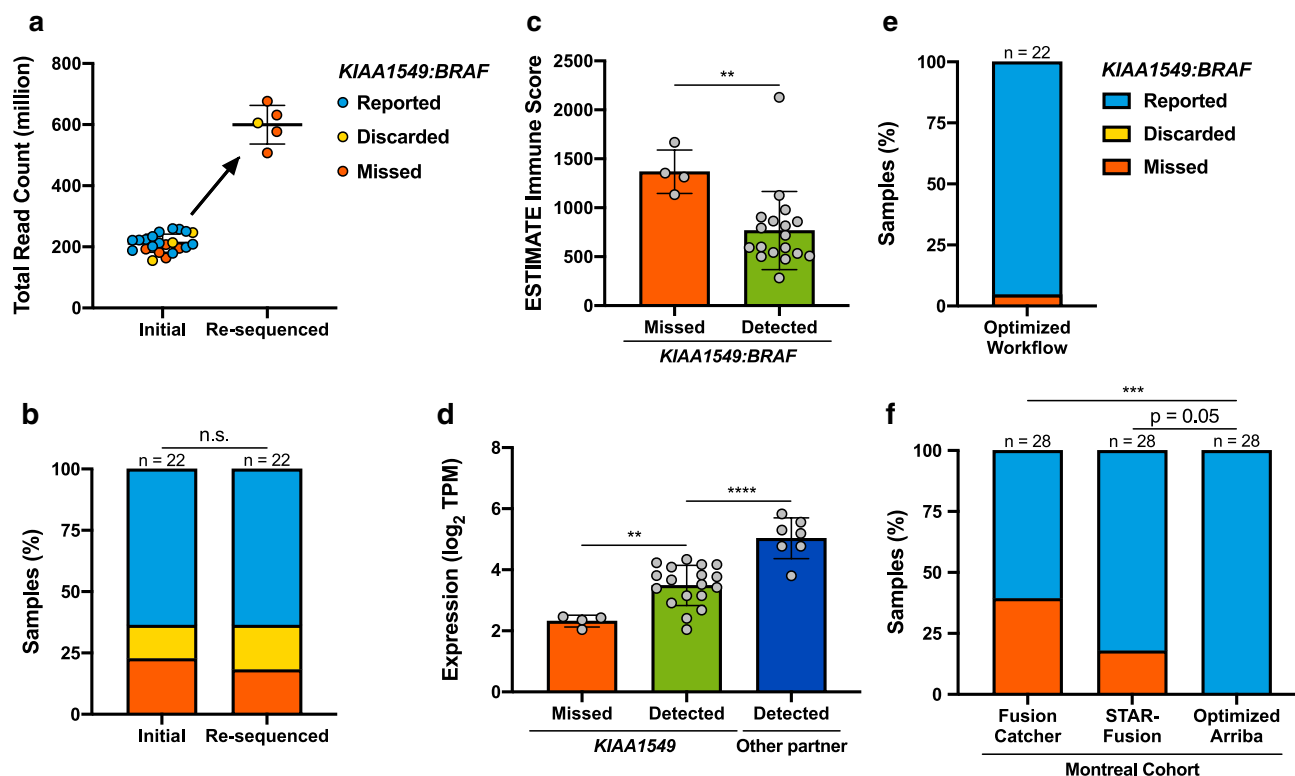 a
Total Read Count (million)
800
600
400
200
0
Initial
Re-sequenced
KIAA1549:BRAF
Reported
Discarded
Missed
b
n.s.
n = 22
n = 22
Samples (%)
100
75
50
25
0
Initial
Re-sequenced
c
**
ESTIMATE Immune Score
2500
2000
1500
1000
500
0
Missed
Detected
KIAA1549:BRAF
d
**
****
Expression (log2 TPM)
8
6
4
2
0
Missed
Detected
Detected
KIAA1549
Other partner
e
n = 22
Samples (%)
100
75
50
25
0
Optimized
Workflow
KIAA1549:BRAF
Reported
Discarded
Missed
f
***
p = 0.05
n = 28
n = 28
n = 28
Samples (%)
100
75
50
25
0
Fusion
Catcher
STAR-
Fusion
Optimized
Arriba
Montreal Cohort